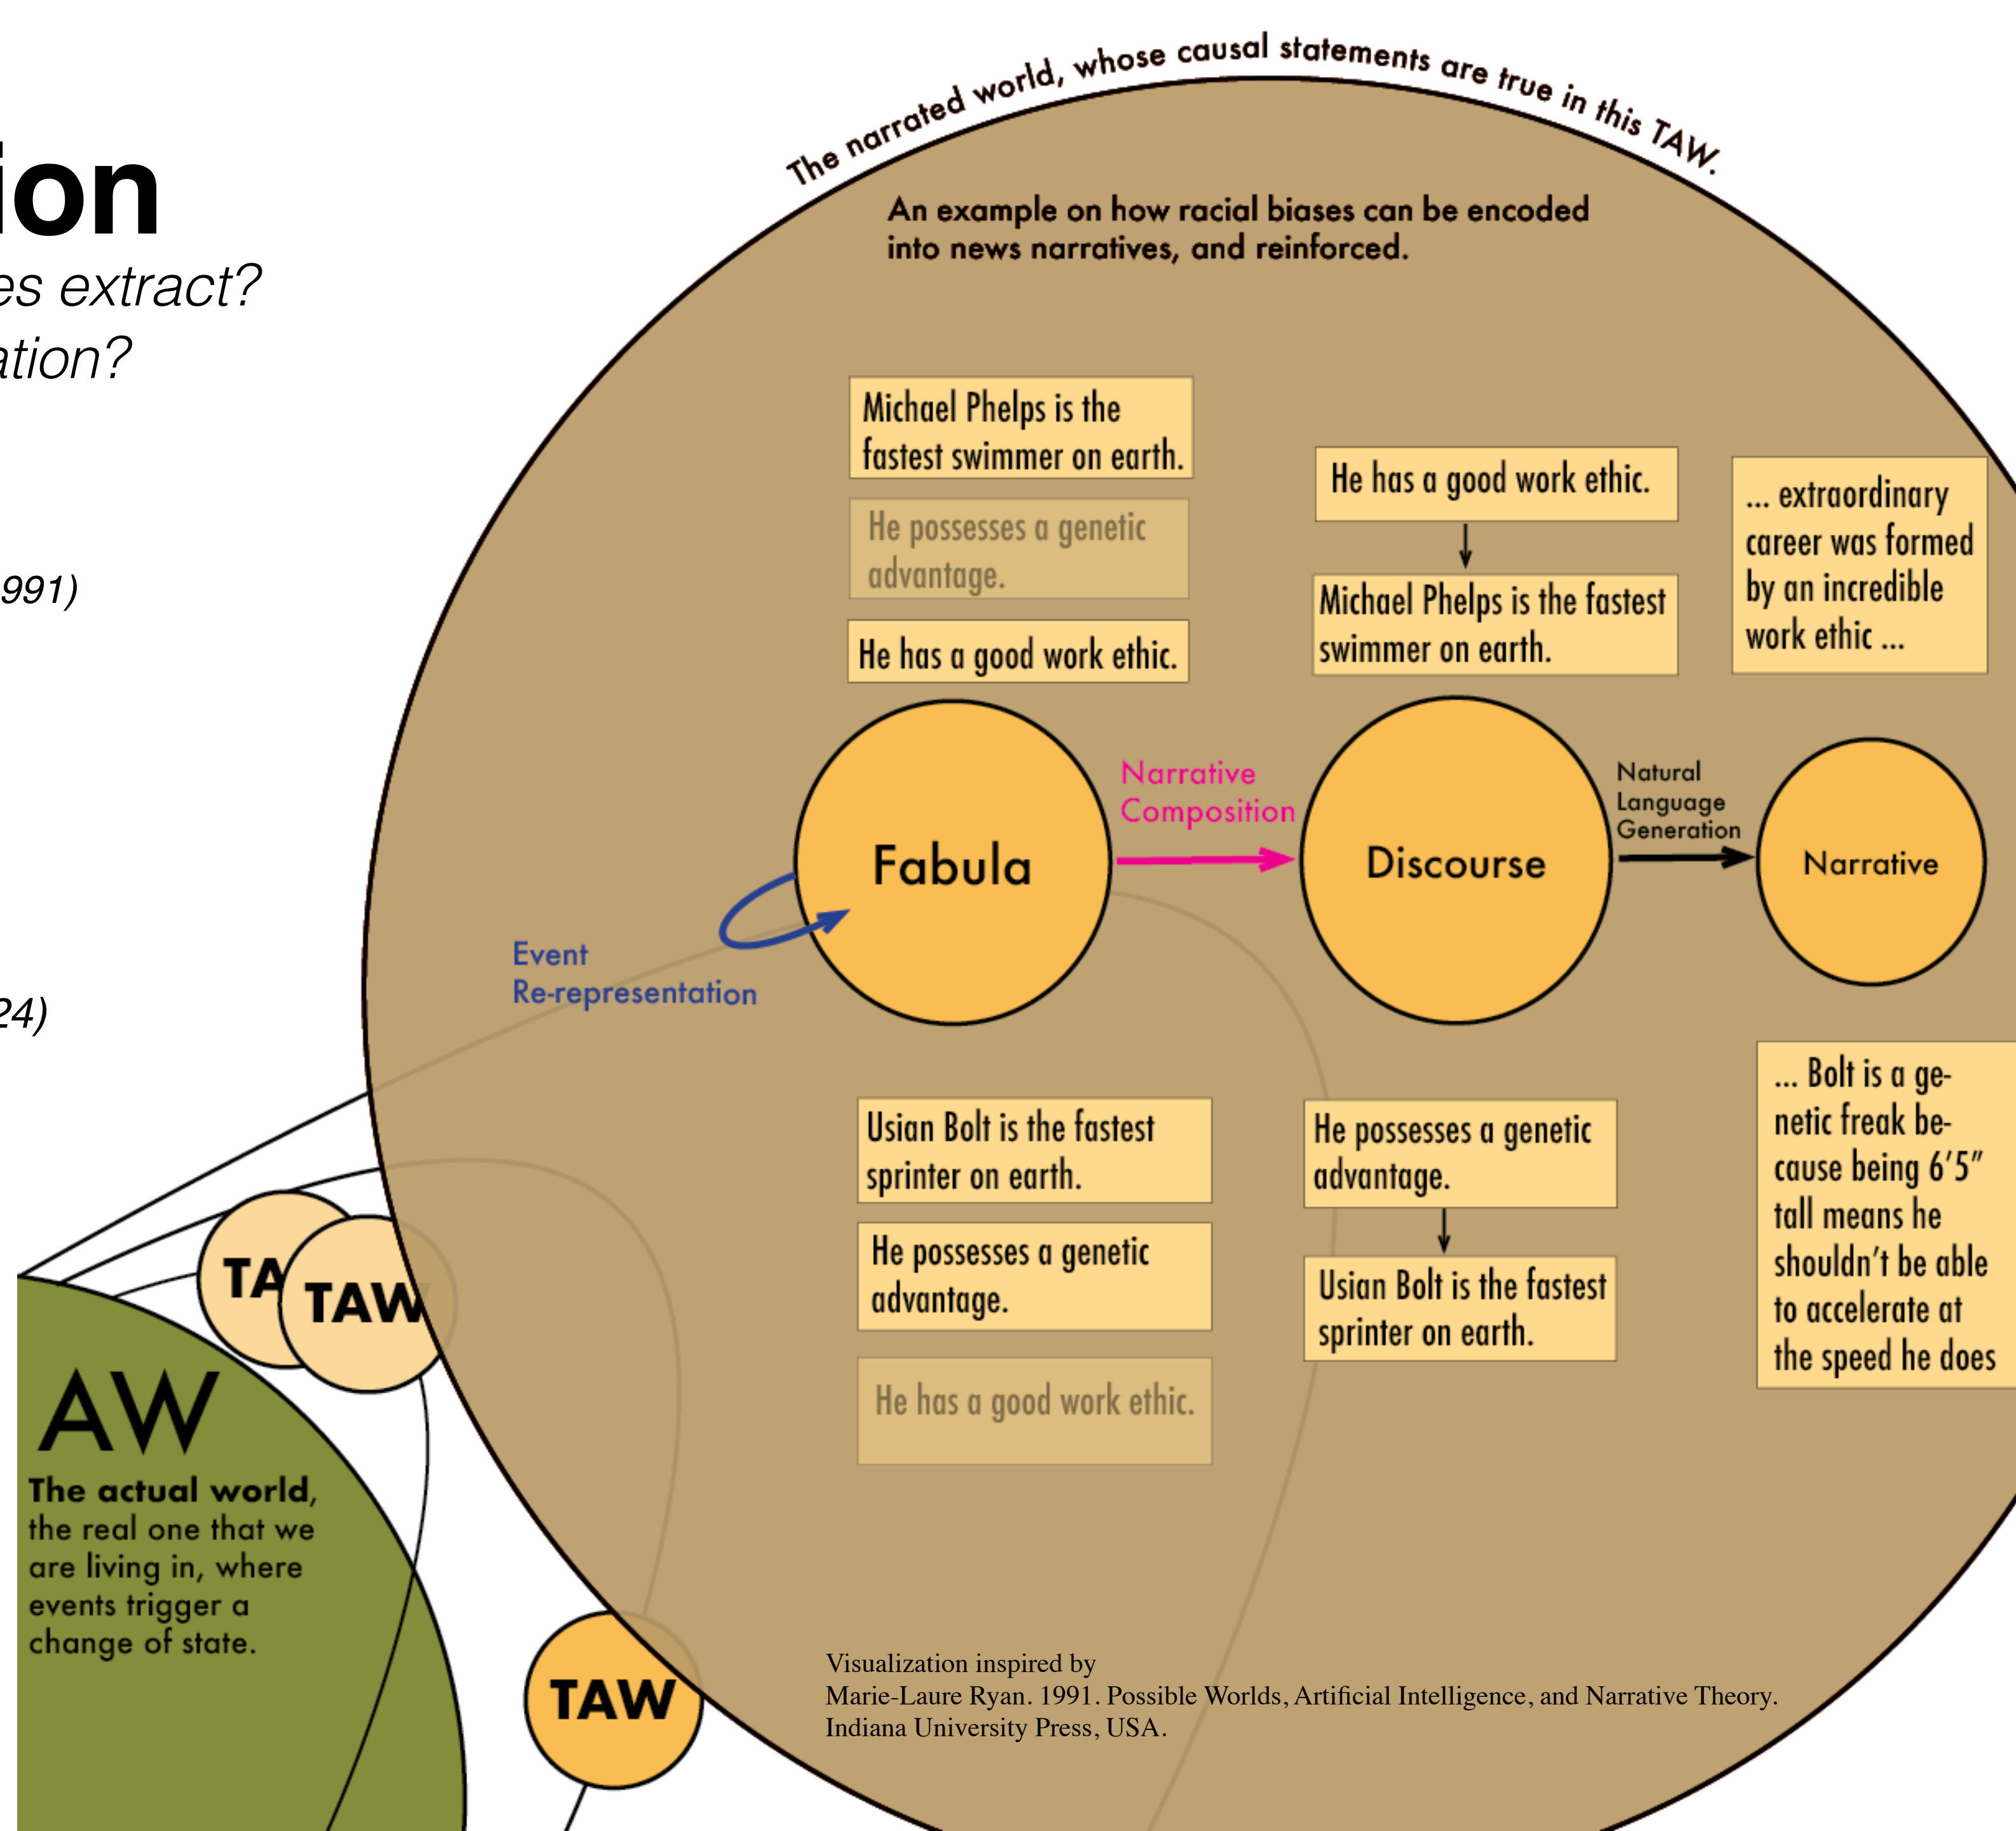 ion
es extract?
ation?
991)
24)
The narrated world, whose causal statements are true in this TAW.
An example on how racial biases can be encoded
into news narratives, and reinforced.
Michael Phelps is the
fastest swimmer on earth.
He possesses a genetic
advantage.
He has a good work ethic.
He has a good work ethic.
Michael Phelps is the fastest
swimmer on earth.
... extraordinary
career was formed
by an incredible
work ethic ...
Fabula
Narrative
Composition
Discourse
Natural
Language
Generation
Narrative
Event
Re-representation
Usian Bolt is the fastest
sprinter on earth.
He possesses a genetic
advantage.
He has a good work ethic.
He possesses a genetic
advantage.
Usian Bolt is the fastest
sprinter on earth.
... Bolt is a ge-
netic freak be-
cause being 6'5"
tall means he
shouldn't be able
to accelerate at
the speed he does
TA
TAW
AW
The actual world,
the real one that we
are living in, where
events trigger a
change of state.
TAW
Visualization inspired by
Marie-Laure Ryan. 1991. Possible Worlds, Artificial Intelligence, and Narrative Theory.
Indiana University Press, USA.